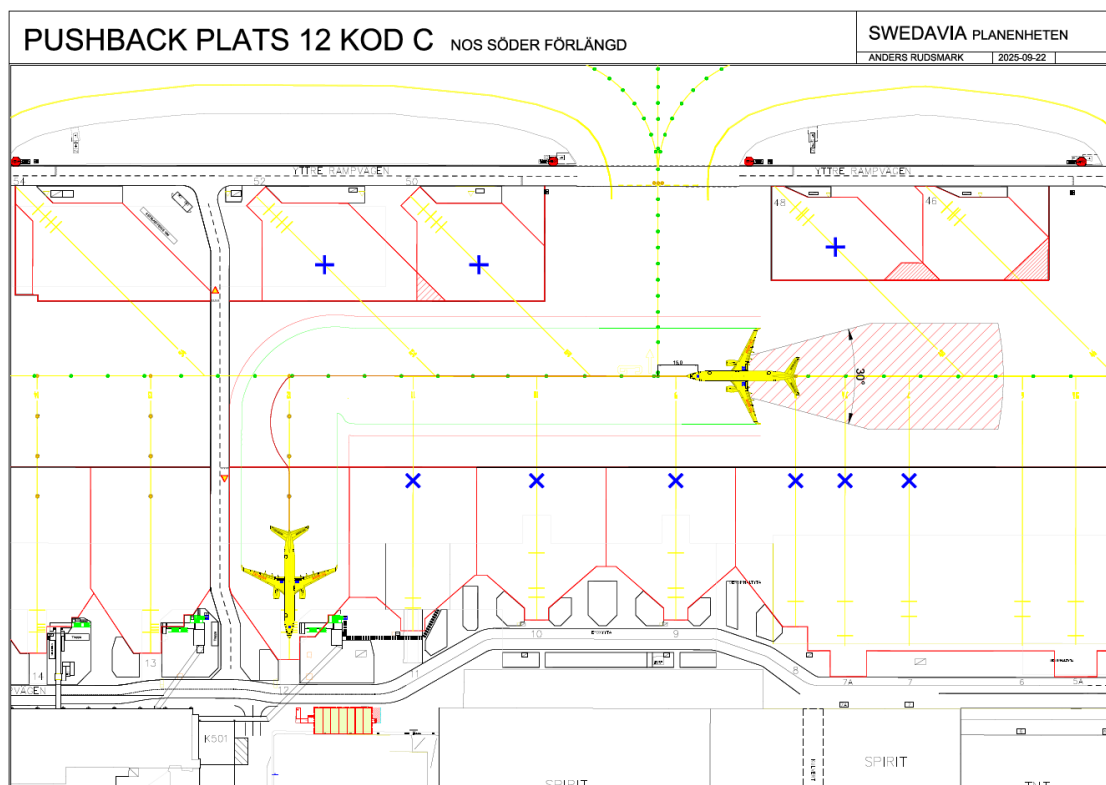 PUSHBACK PLATS 12 KOD C NOS SÖDER FÖRLÄNGD
SWEDAVIA PLANENHETEN
ANDERS RUDSMARK 2025-09-22
YTTRE RAMPVÄGEN
YTTRE RAMPVÄGEN
54
52
50
48
46
15.0
30°
14
13
12
11
10
9
8
7A
7
6
5A
K501
SPIRIT
SPIRIT
TNT